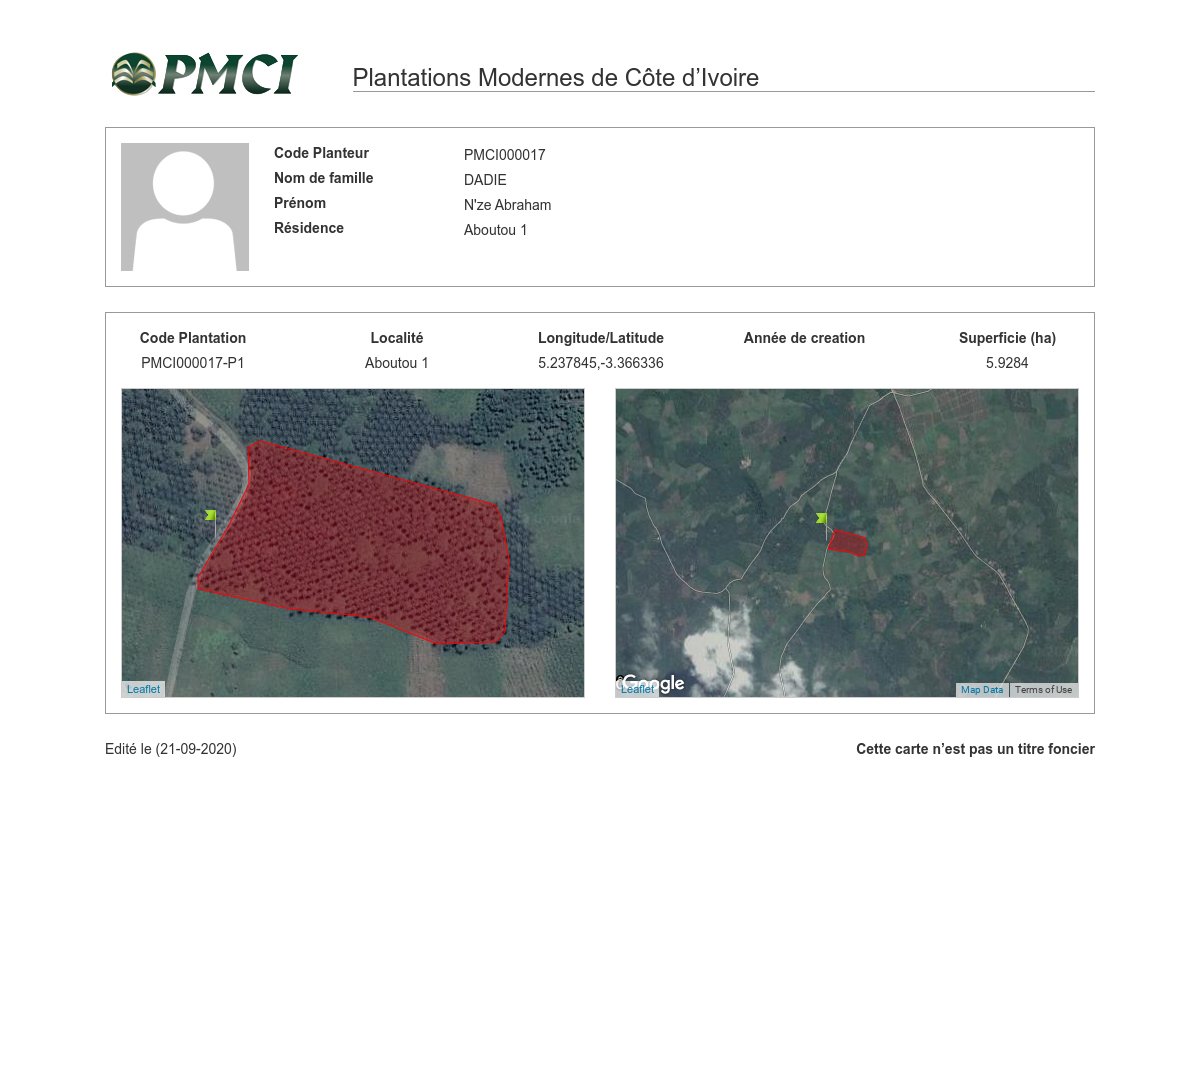 PMCI
Plantations Modernes de Côte d’Ivoire
Code Planteur PMCI000017
Nom de famille DADIE
Prénom N'ze Abraham
Résidence Aboutou 1
Code Plantation Localité Longitude/Latitude Année de creation Superficie (ha)
PMCI000017-P1 Aboutou 1 5.237845,-3.366336 5.9284
Leaflet
Google
Leaflet
Map Data Terms of Use
Edité le (21-09-2020) Cette carte n’est pas un titre foncier